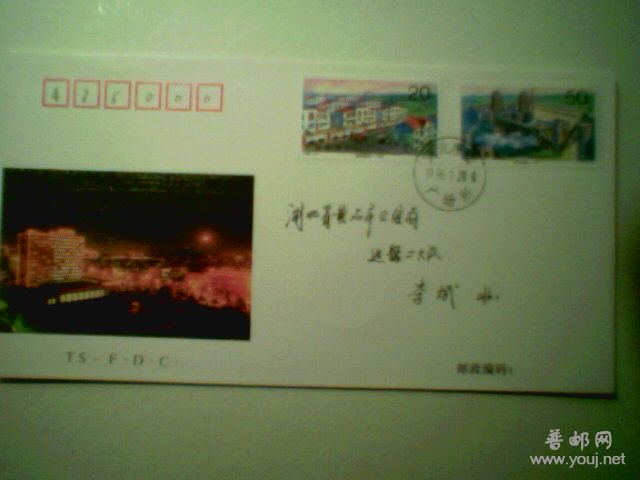 435000
20
50
湖北省黄石市公安局
巡警二大队
李斌 收
TS-F·D·C·
邮政编码:
普邮网
www.youj.net